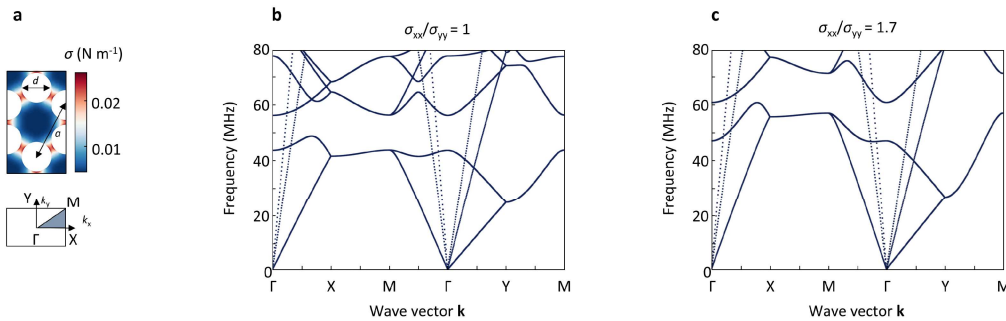 a
σ (N m⁻¹)
d
a
0.02
0.01
Y
k_y
M
k_x
Γ
X
b
σ_xx/σ_yy = 1
Frequency (MHz)
80
60
40
20
0
Γ X M Γ Y M
Wave vector k
c
σ_xx/σ_yy = 1.7
Frequency (MHz)
80
60
40
20
0
Γ X M Γ Y M
Wave vector k